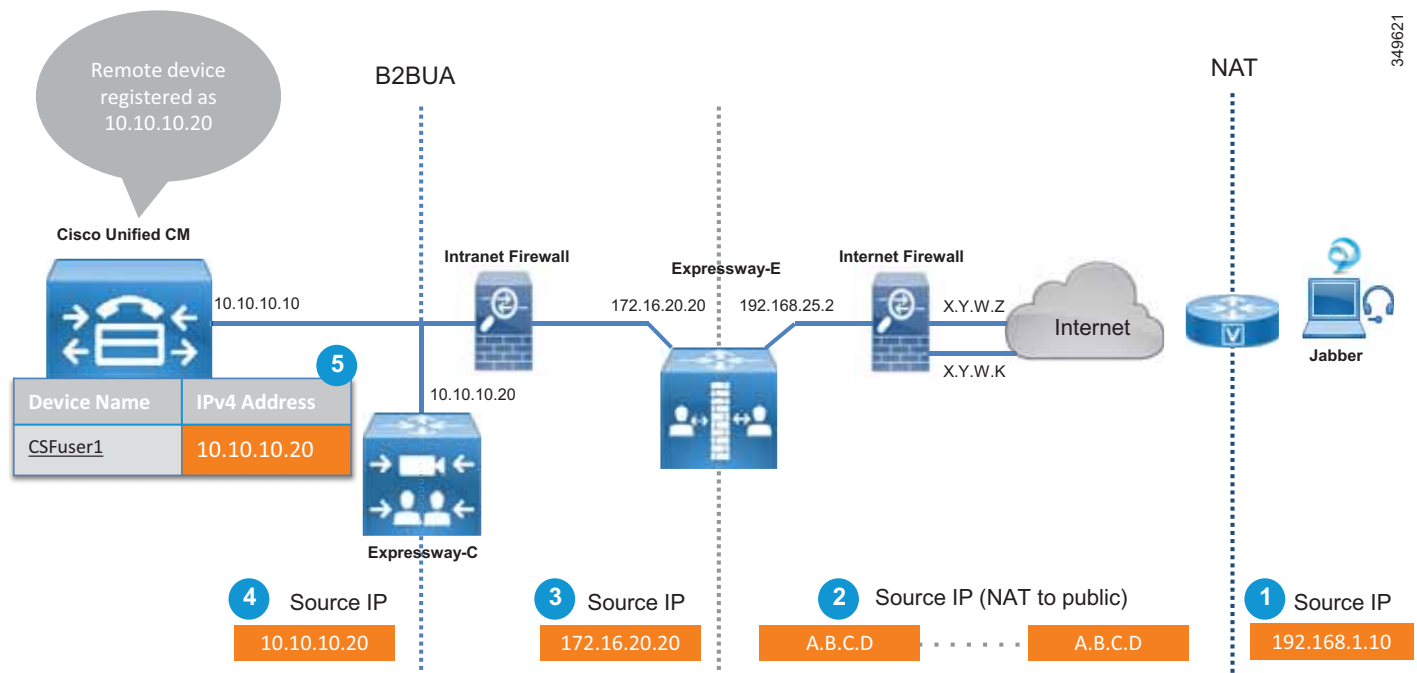 349621
Remote device
registered as
10.10.10.20
B2BUA
NAT
Cisco Unified CM
Intranet Firewall
Expressway-E
Internet Firewall
10.10.10.10
172.16.20.20
192.168.25.2
X.Y.W.Z
Internet
X.Y.W.K
V
Jabber
5
Device Name IPv4 Address
CSFuser1 10.10.10.20
10.10.10.20
Expressway-C
4 Source IP
10.10.10.20
3 Source IP
172.16.20.20
2 Source IP (NAT to public)
A.B.C.D A.B.C.D
1 Source IP
192.168.1.10